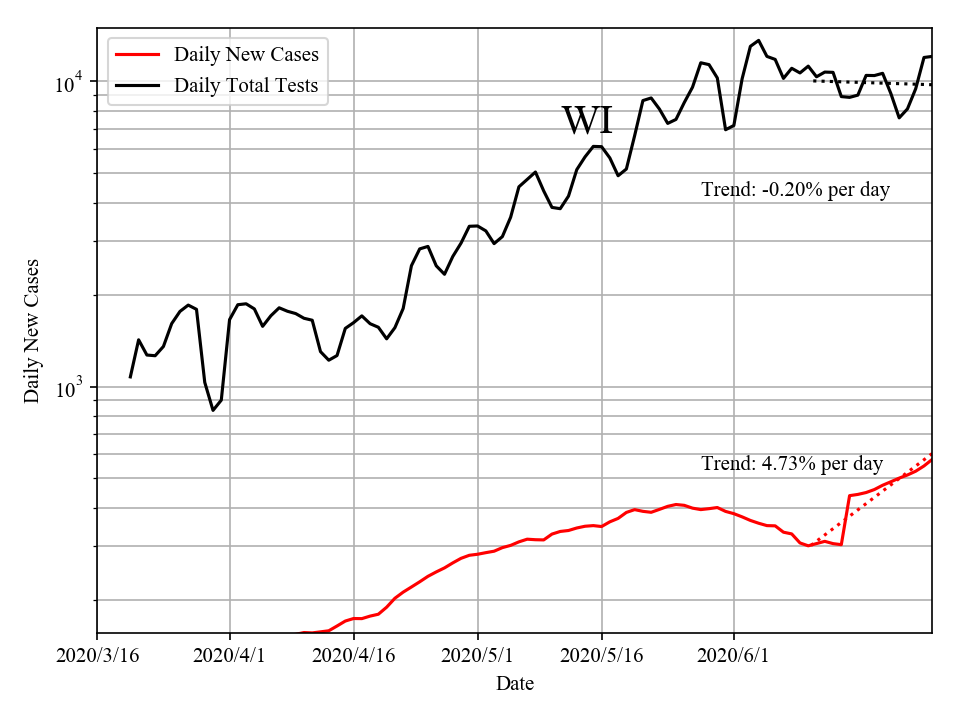 Daily New Cases
Daily Total Tests
10^4
WI
Trend: -0.20% per day
Daily New Cases
10^3
Trend: 4.73% per day
2020/3/16 2020/4/1 2020/4/16 2020/5/1 2020/5/16 2020/6/1
Date